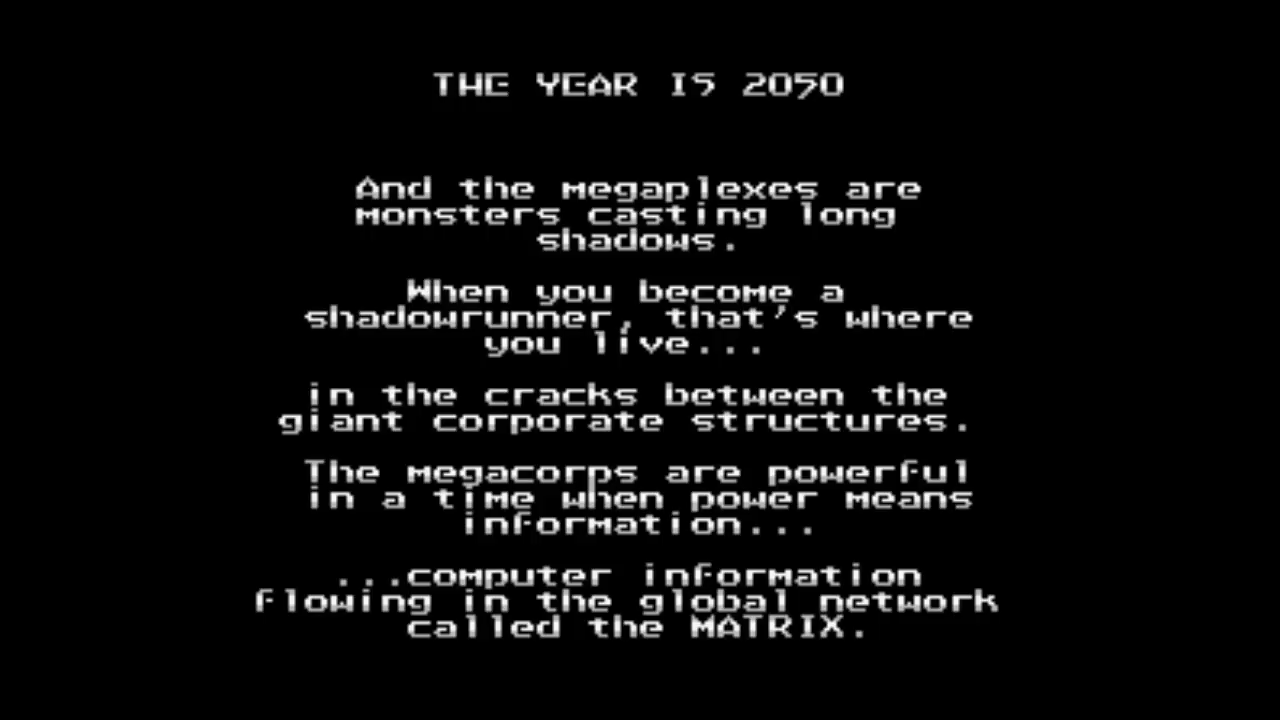 THE YEAR IS 2050
And the megaplexes are
monsters casting long
shadows.
When you become a
shadowrunner, that's where
you live...
in the cracks between the
giant corporate structures.
The megacorps are powerful
in a time when power means
information...
...computer information
flowing in the global network
called the MATRIX.